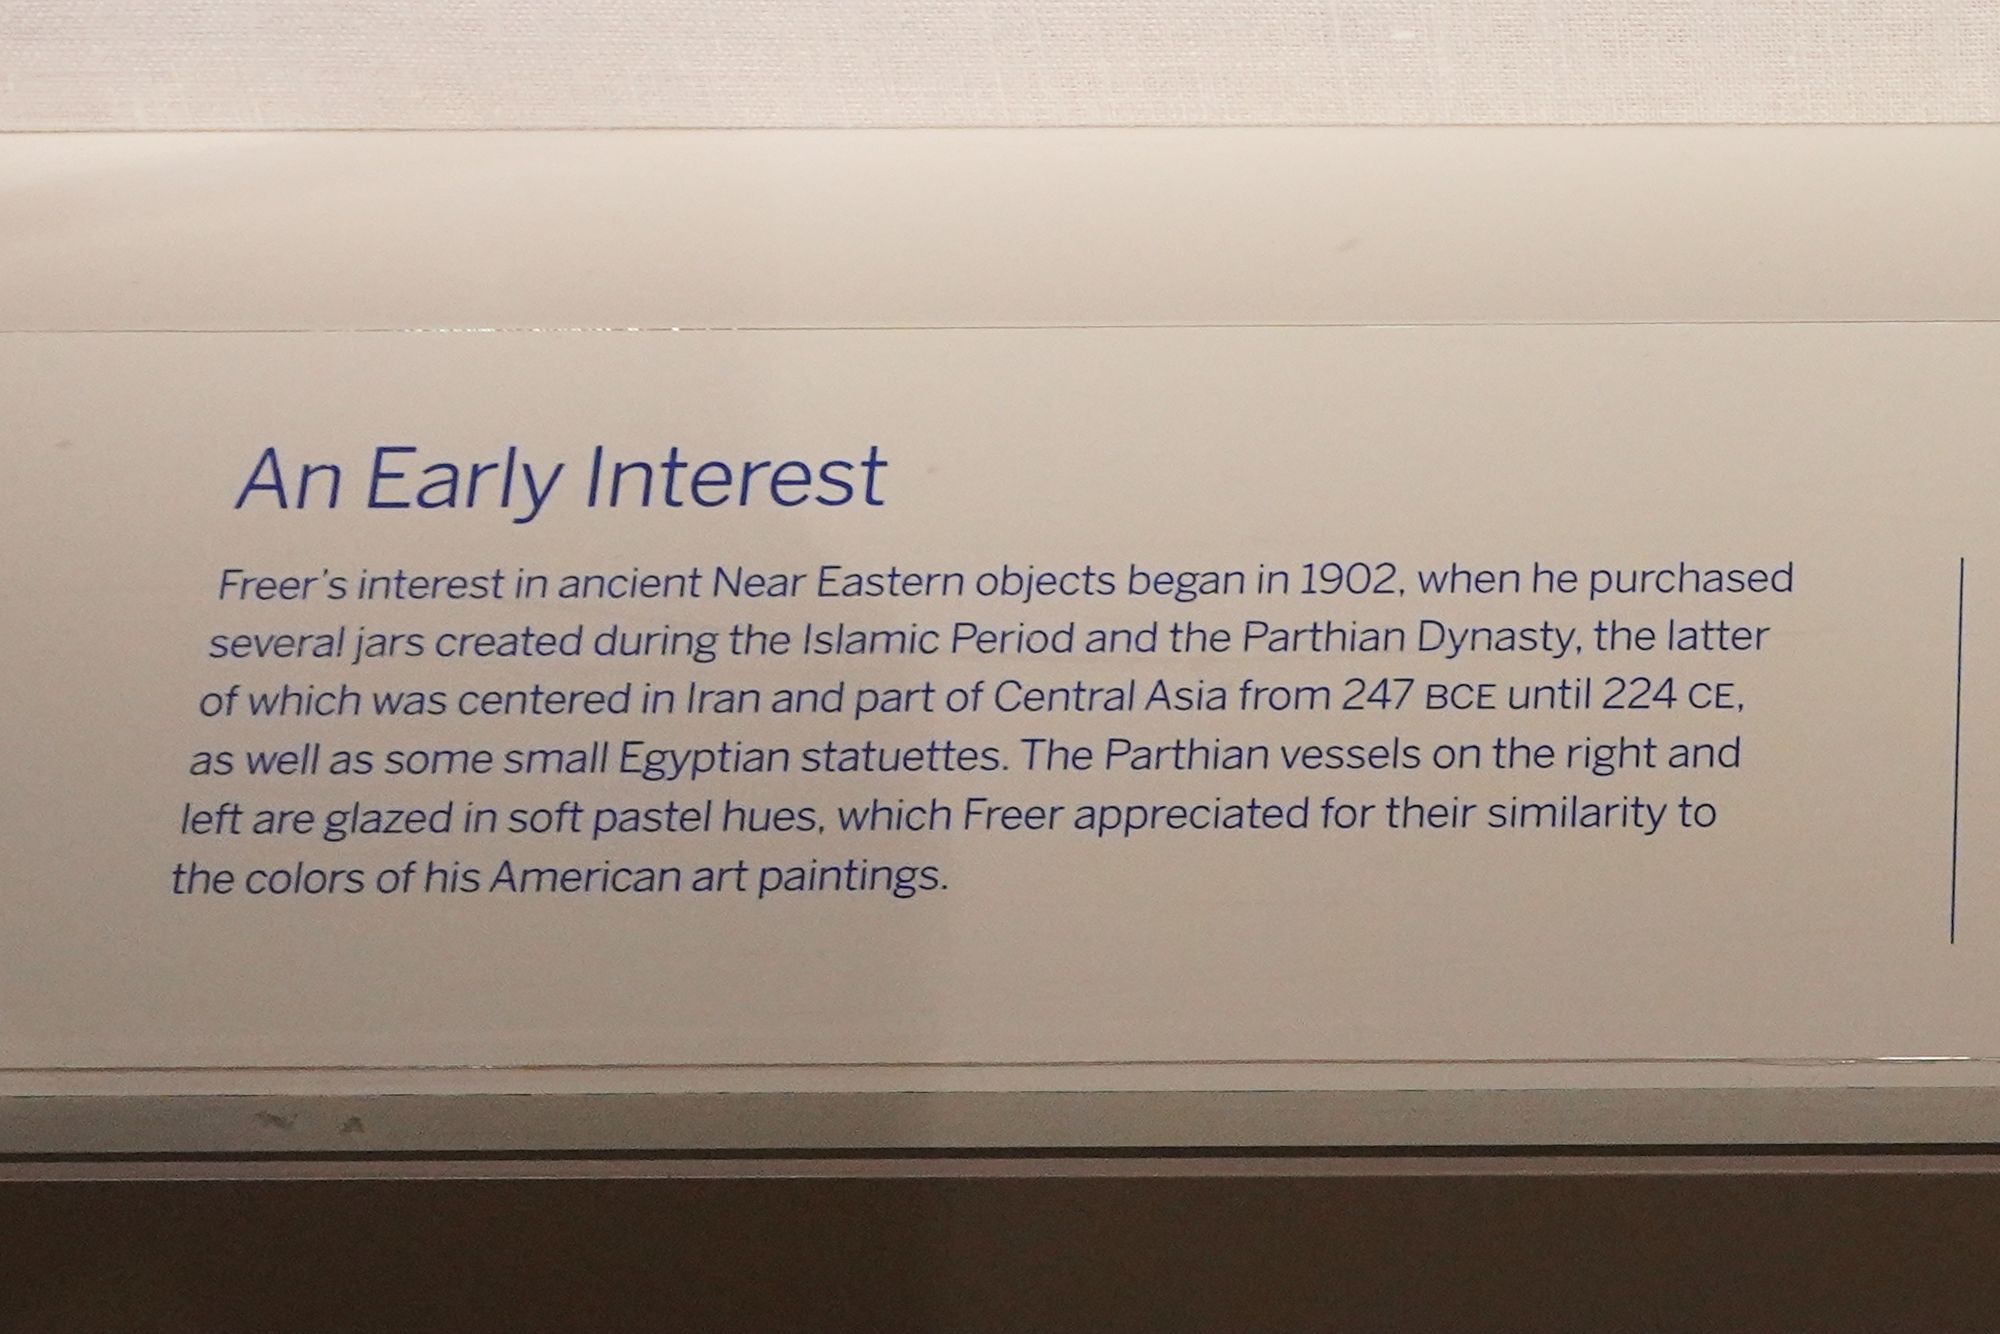 An Early Interest
Freer's interest in ancient Near Eastern objects began in 1902, when he purchased
several jars created during the Islamic Period and the Parthian Dynasty, the latter
of which was centered in Iran and part of Central Asia from 247 BCE until 224 CE,
as well as some small Egyptian statuettes. The Parthian vessels on the right and
left are glazed in soft pastel hues, which Freer appreciated for their similarity to
the colors of his American art paintings.